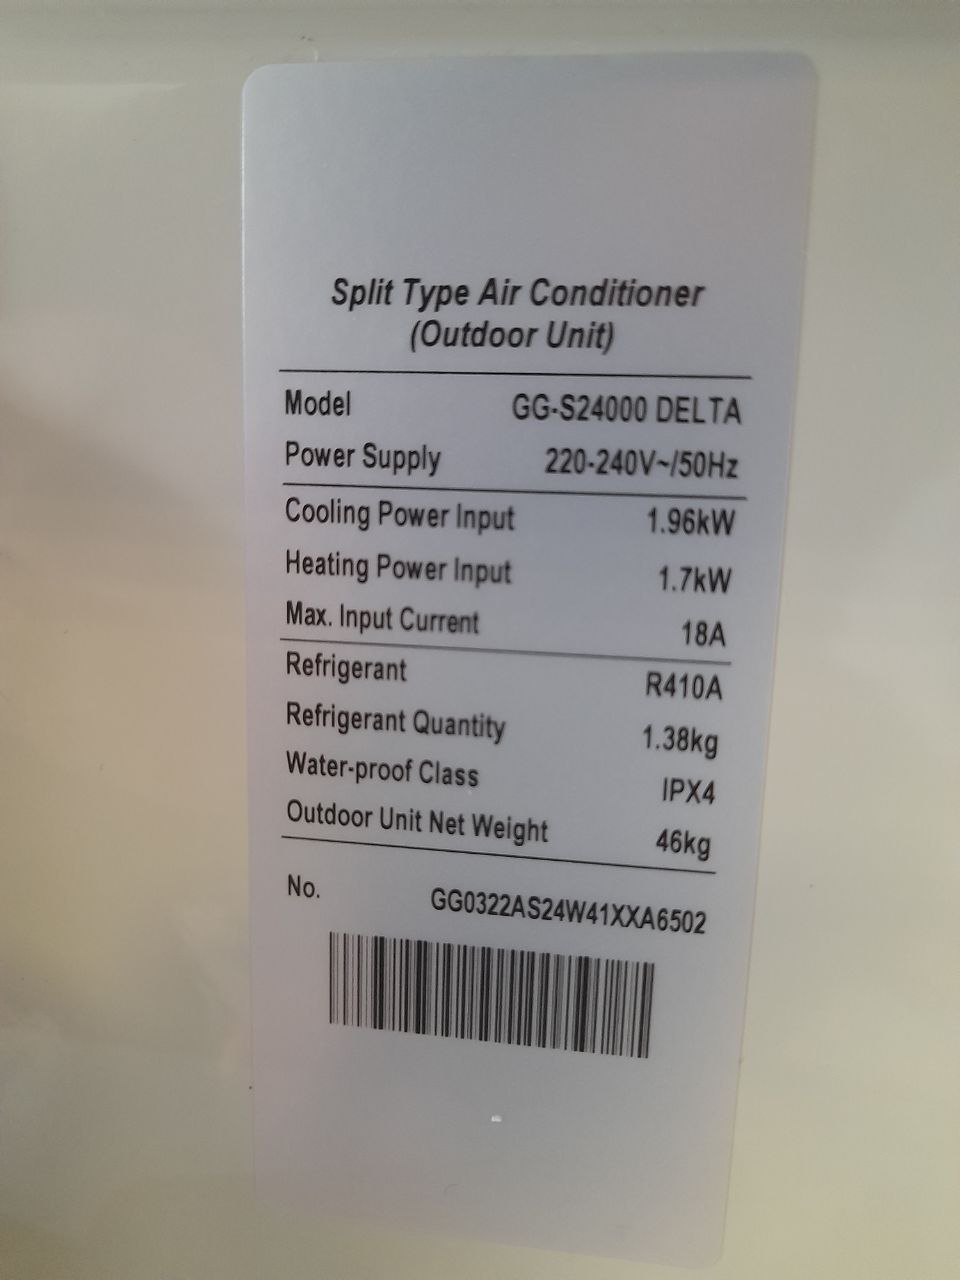 Split Type Air Conditioner
(Outdoor Unit)
Model GG-S24000 DELTA
Power Supply 220-240V~/50Hz
Cooling Power Input 1.96kW
Heating Power Input 1.7kW
Max. Input Current 18A
Refrigerant R410A
Refrigerant Quantity 1.38kg
Water-proof Class IPX4
Outdoor Unit Net Weight 46kg
No. GG0322AS24W41XXA6502